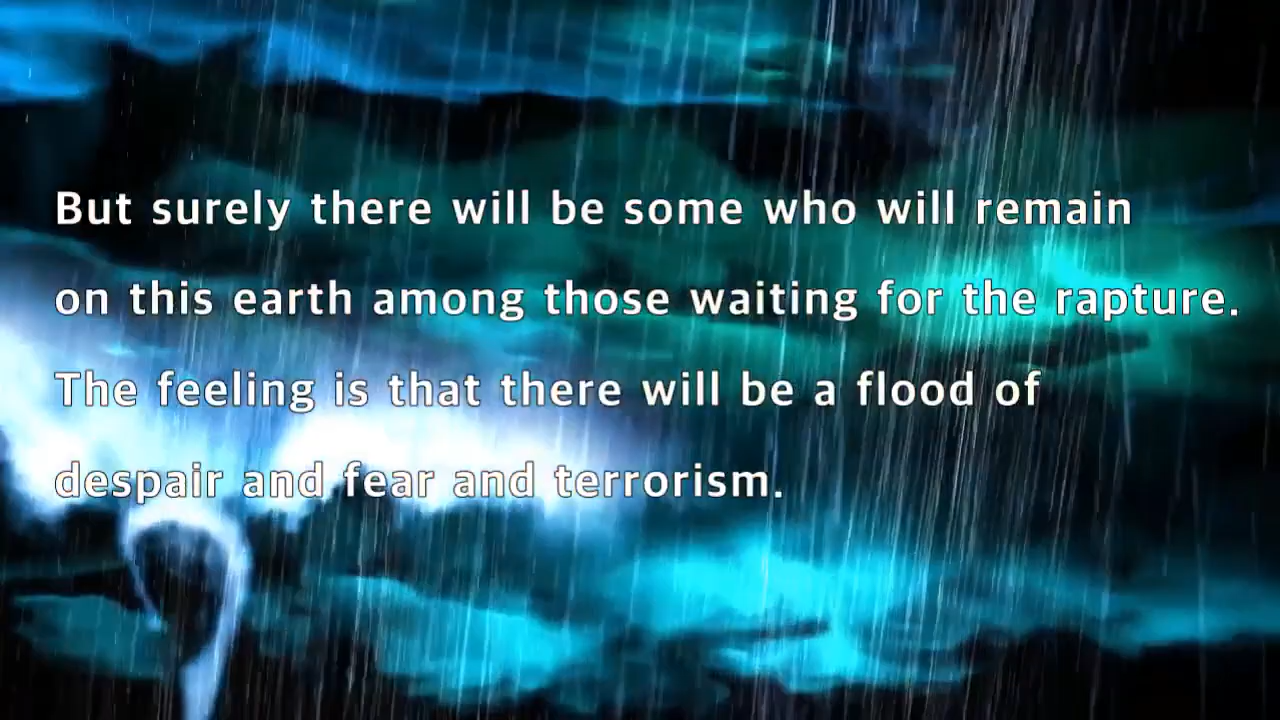 But surely there will be some who will remain
on this earth among those waiting for the rapture.
The feeling is that there will be a flood of
despair and fear and terrorism.